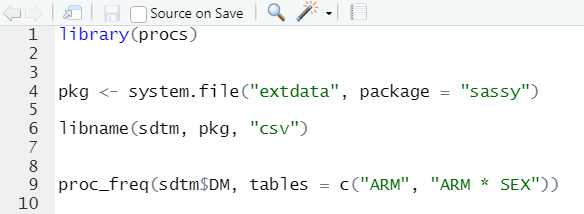 Source on Save
1 library(procs)
2
3
4 pkg <- system.file("extdata", package = "sassy")
5
6 libname(sdtm, pkg, "csv")
7
8
9 proc_freq(sdtm$DM, tables = c("ARM", "ARM * SEX"))
10